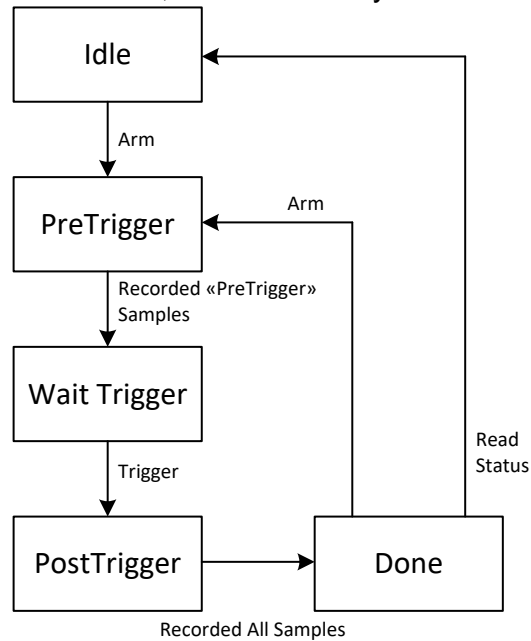 Idle
Arm
PreTrigger
Arm
Recorded «PreTrigger»
Samples
Wait Trigger
Read
Status
Trigger
PostTrigger
Done
Recorded All Samples